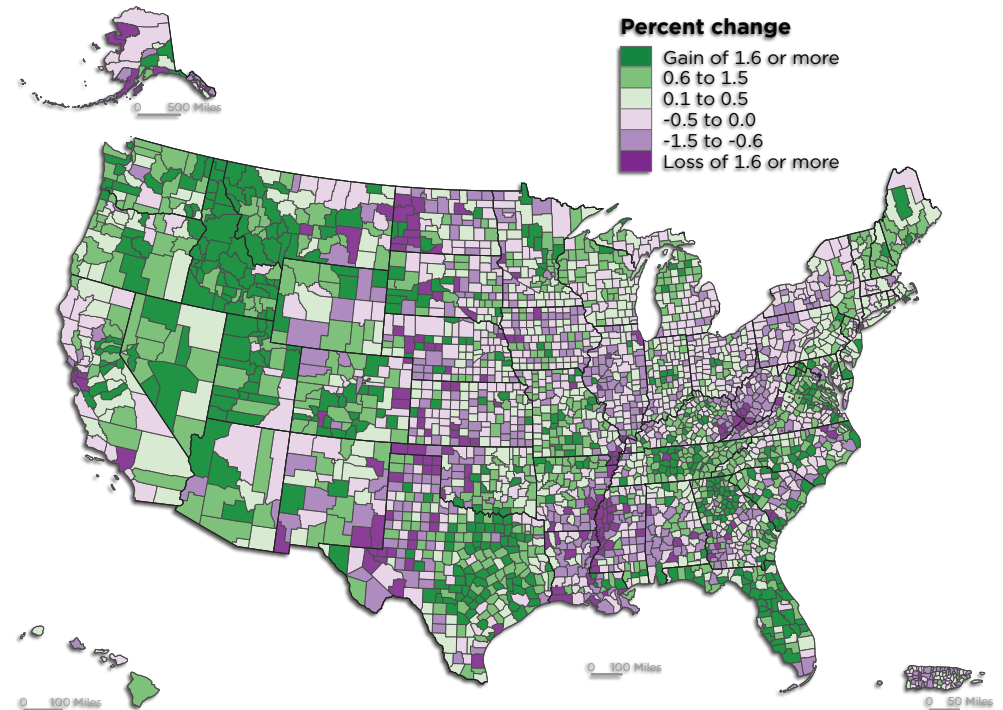 Percent change
Gain of 1.6 or more
0.6 to 1.5
0.1 to 0.5
-0.5 to 0.0
-1.5 to -0.6
Loss of 1.6 or more
0 500 Miles
0 100 Miles
0 100 Miles
0 50 Miles